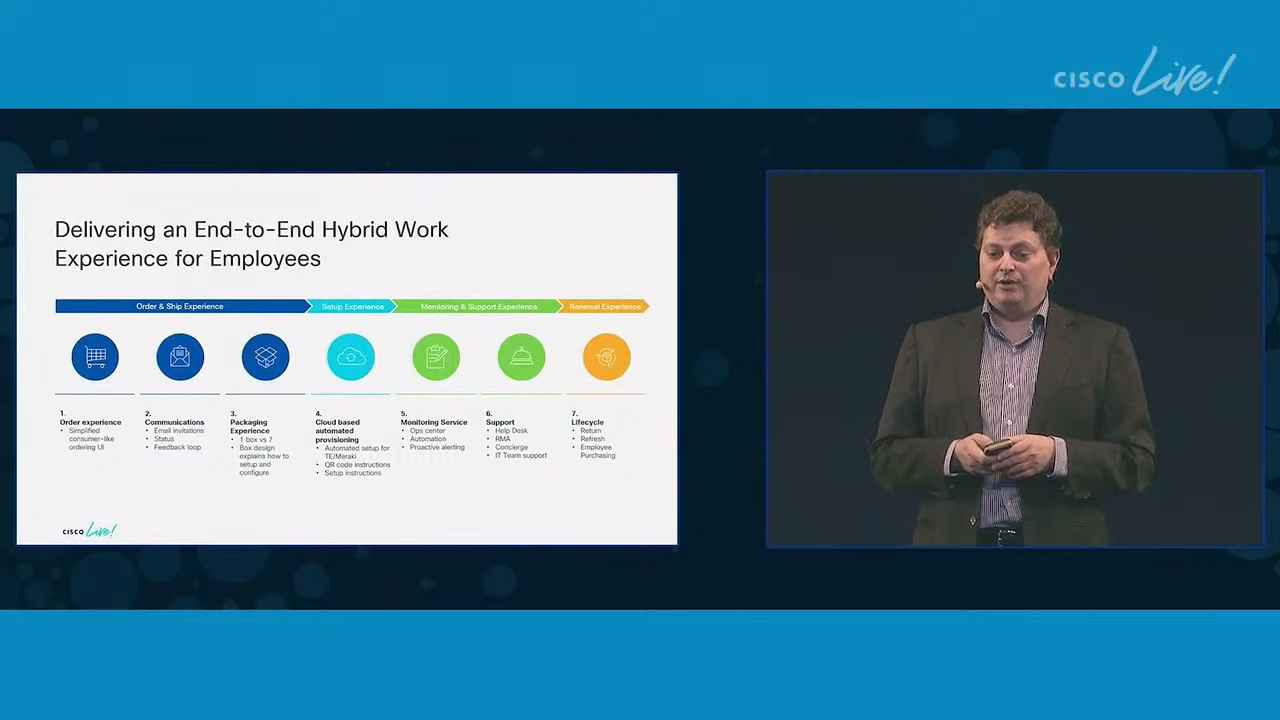 CISCO Live!
Delivering an End-to-End Hybrid Work
Experience for Employees
Order & Ship Experience
Setup Experience
Monitoring & Support Experience
Renewal Experience
1.
Order experience
• Simplified
consumer-like
ordering UI
2.
Communications
• Email invitations
• Status
• Feedback loop
3.
Packaging
Experience
• 1 box vs 7
• Box design
explains how to
setup and
configure
4.
Cloud based
automated
provisioning
• Automated setup for
TE/Meraki
• QR code instructions
• Setup instructions
5.
Monitoring Service
• Ops center
• Automation
• Proactive alerting
6.
Support
• Help Desk
• RMA
• Concierge
• IT Team support
7.
Lifecycle
• Return
• Refresh
• Employee
Purchasing
CISCO Live!